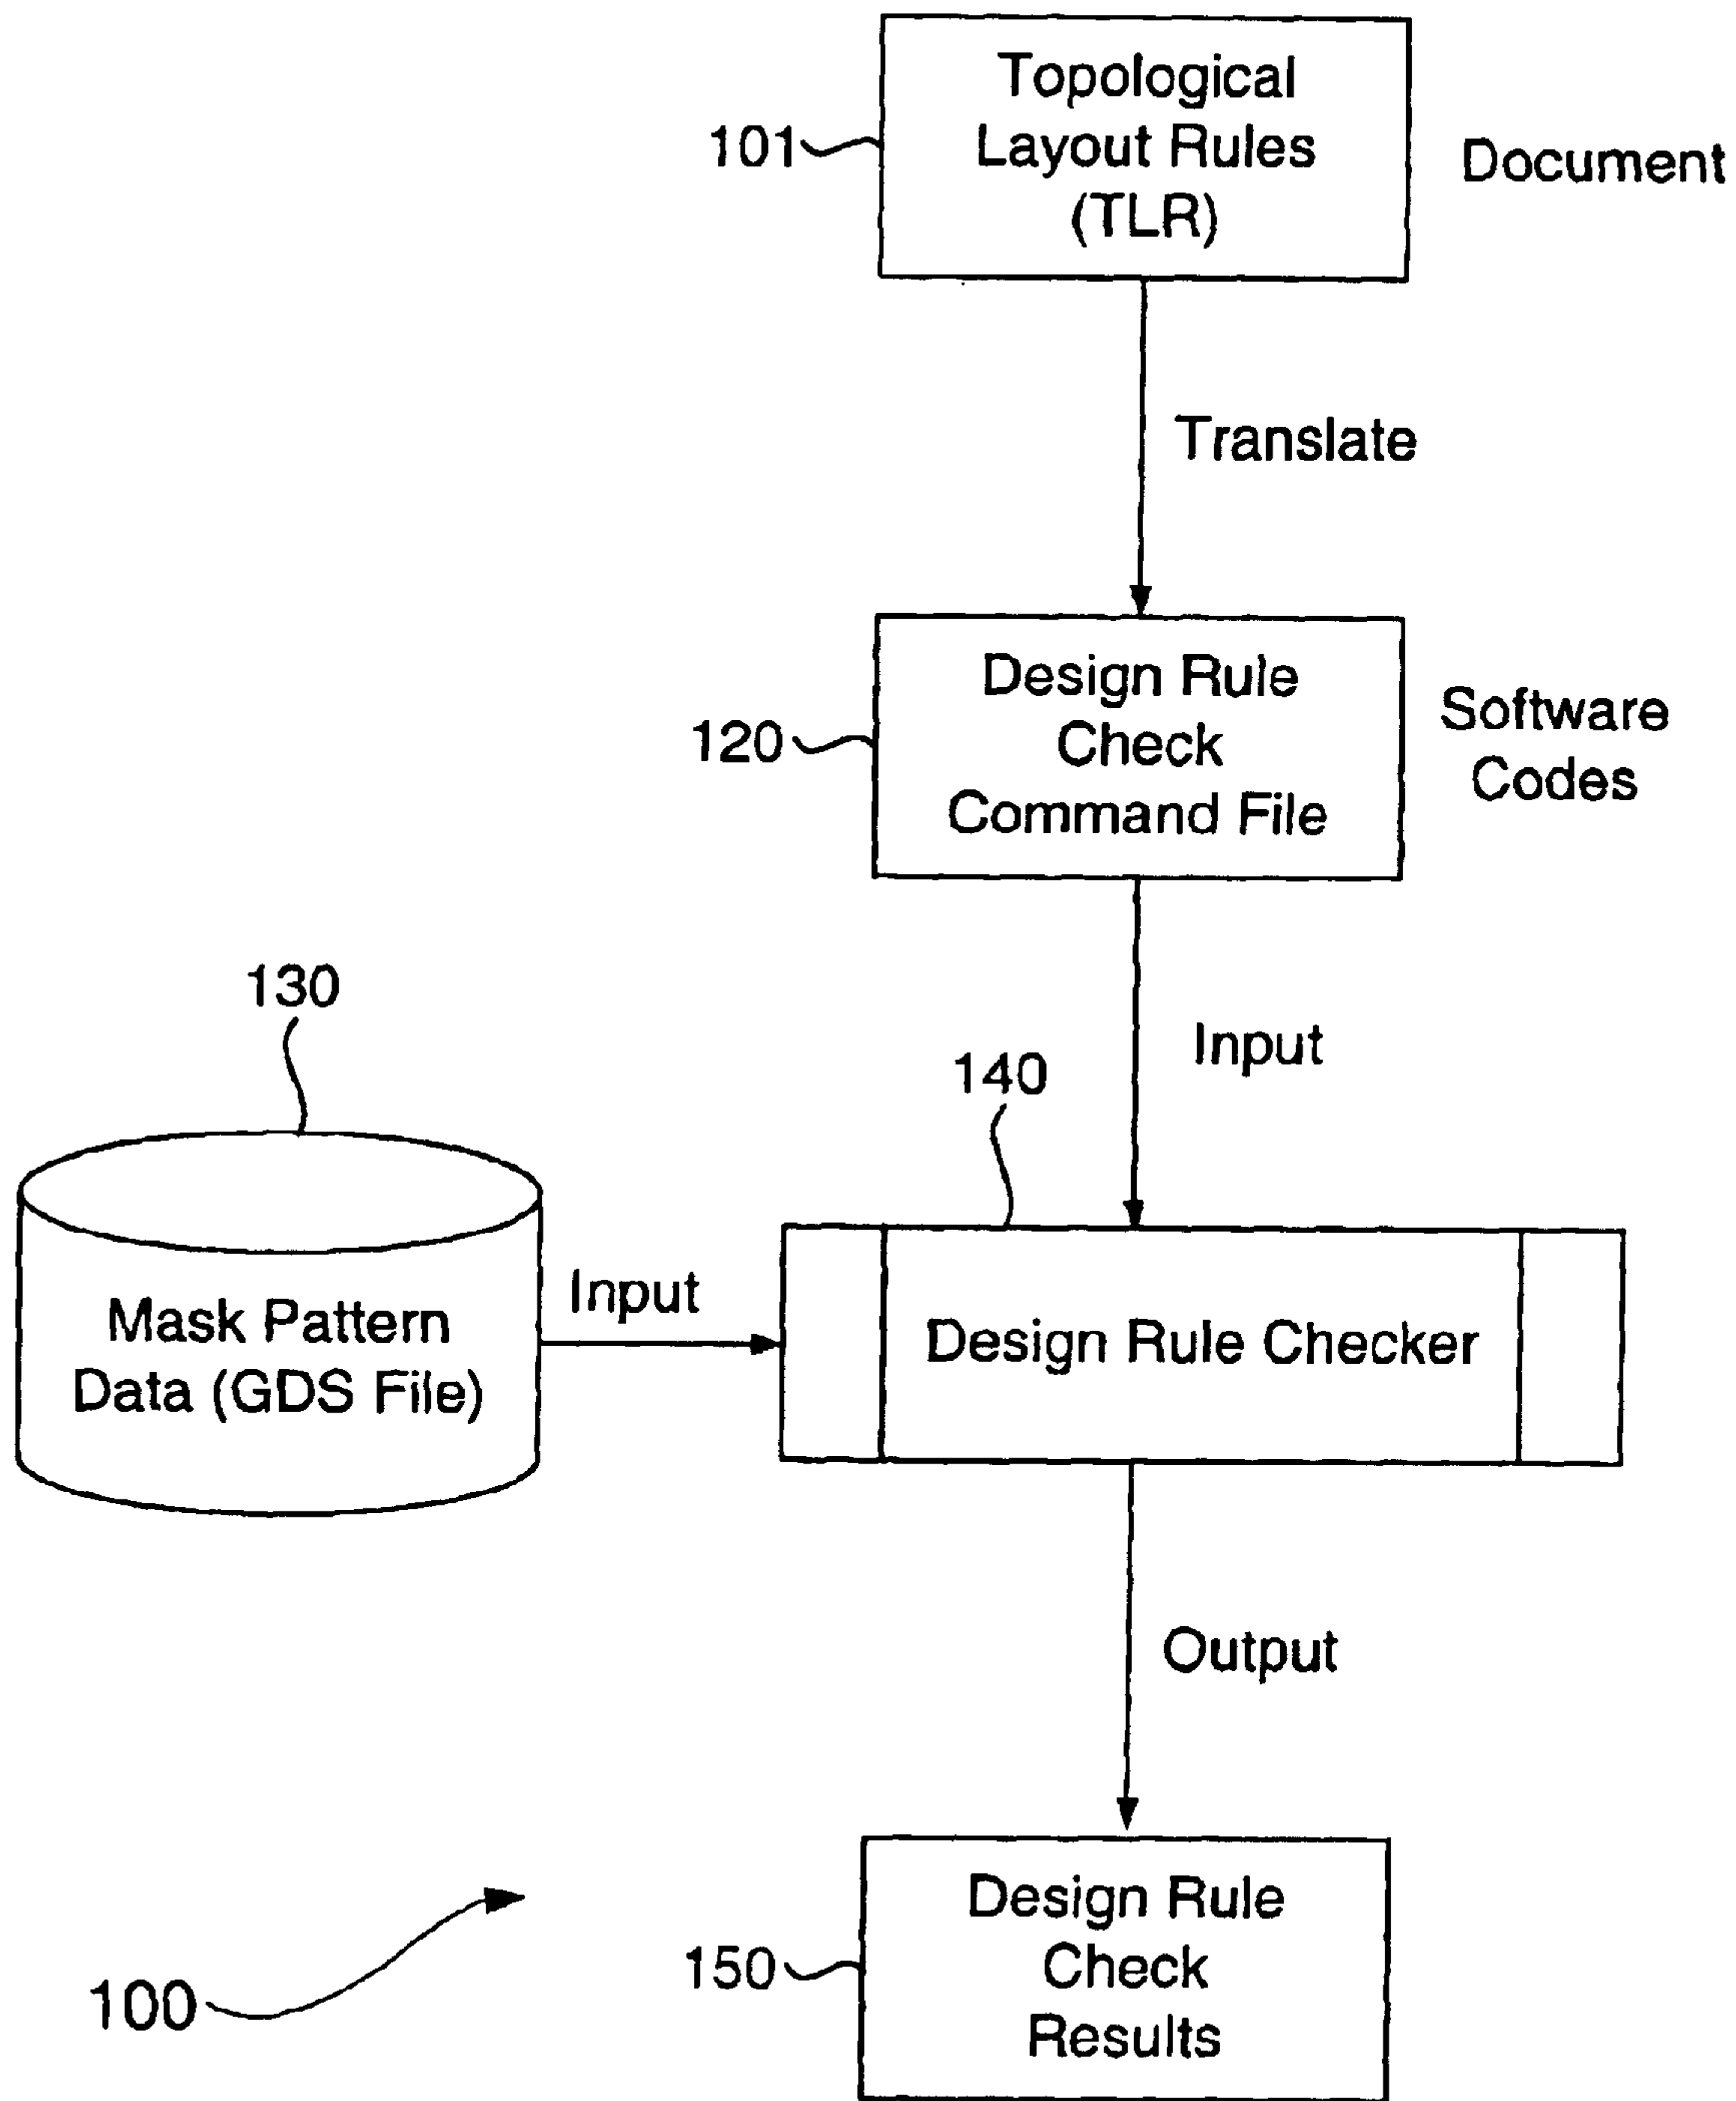 Topological
Layout Rules
(TLR)
101
Document
Translate
Design Rule
Check
Command File
120
Software
Codes
Input
130
140
Mask Pattern
Data (GDS File)
Input
Design Rule Checker
Output
Design Rule
Check
Results
150
100